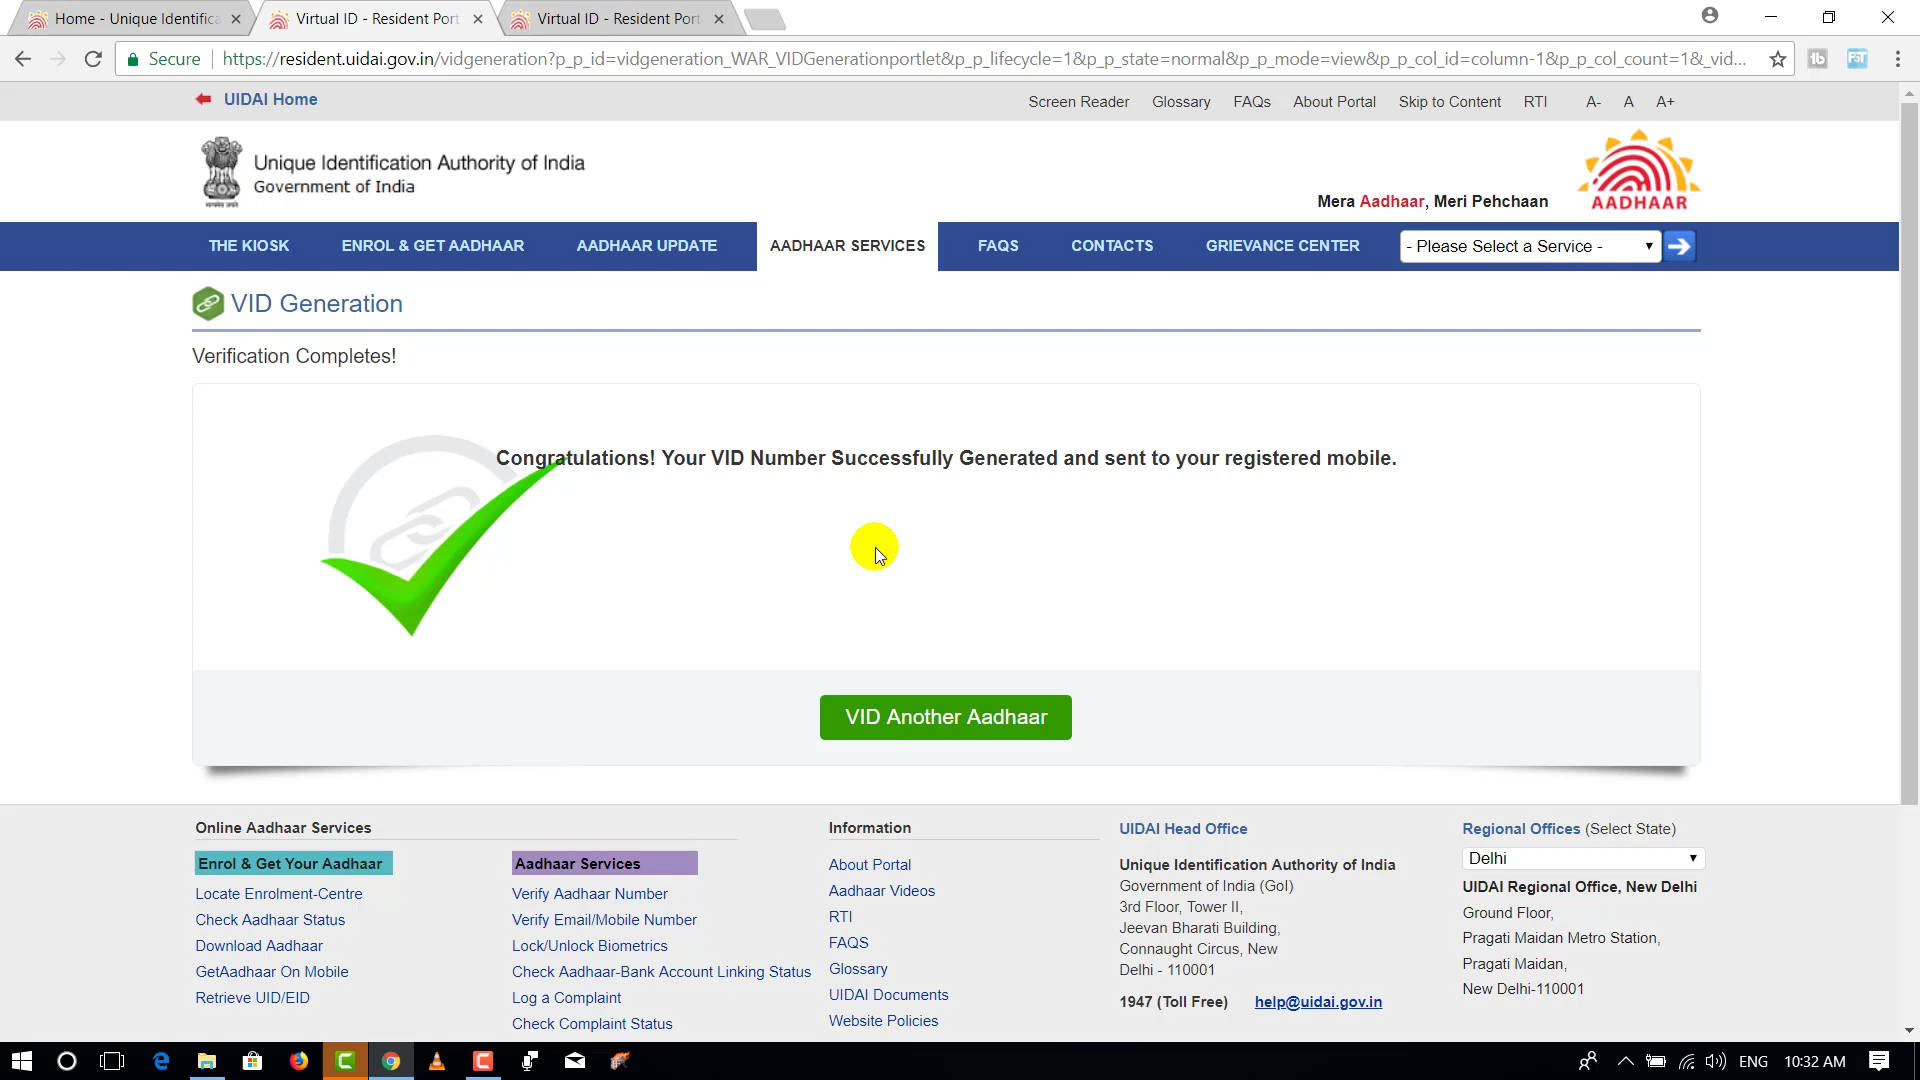 Home - Unique Identifica
Virtual ID - Resident Port
Virtual ID - Resident Port
Secure
https://resident.uidai.gov.in/vidgeneration?p_p_id=vidgeneration_WAR_VIDGenerationportlet&p_p_lifecycle=1&p_p_state=normal&p_p_mode=view&p_p_col_id=column-1&p_p_col_count=1&_vid...
UIDAI Home
Screen Reader
Glossary
FAQs
About Portal
Skip to Content
RTI
A-
A
A+
Unique Identification Authority of India
Government of India
Mera Aadhaar, Meri Pehchaan
AADHAAR
THE KIOSK
ENROL & GET AADHAAR
AADHAAR UPDATE
AADHAAR SERVICES
FAQS
CONTACTS
GRIEVANCE CENTER
- Please Select a Service -
VID Generation
Verification Completes!
Congratulations! Your VID Number Successfully Generated and sent to your registered mobile.
VID Another Aadhaar
Online Aadhaar Services
Enrol & Get Your Aadhaar
Locate Enrolment-Centre
Check Aadhaar Status
Download Aadhaar
GetAadhaar On Mobile
Retrieve UID/EID
Aadhaar Services
Verify Aadhaar Number
Verify Email/Mobile Number
Lock/Unlock Biometrics
Check Aadhaar-Bank Account Linking Status
Log a Complaint
Check Complaint Status
Information
About Portal
Aadhaar Videos
RTI
FAQS
Glossary
UIDAI Documents
Website Policies
UIDAI Head Office
Unique Identification Authority of India
Government of India (GoI)
3rd Floor, Tower II,
Jeevan Bharati Building,
Connaught Circus, New
Delhi - 110001
1947 (Toll Free)
help@uidai.gov.in
Regional Offices (Select State)
Delhi
UIDAI Regional Office, New Delhi
Ground Floor,
Pragati Maidan Metro Station,
Pragati Maidan,
New Delhi-110001
ENG
10:32 AM